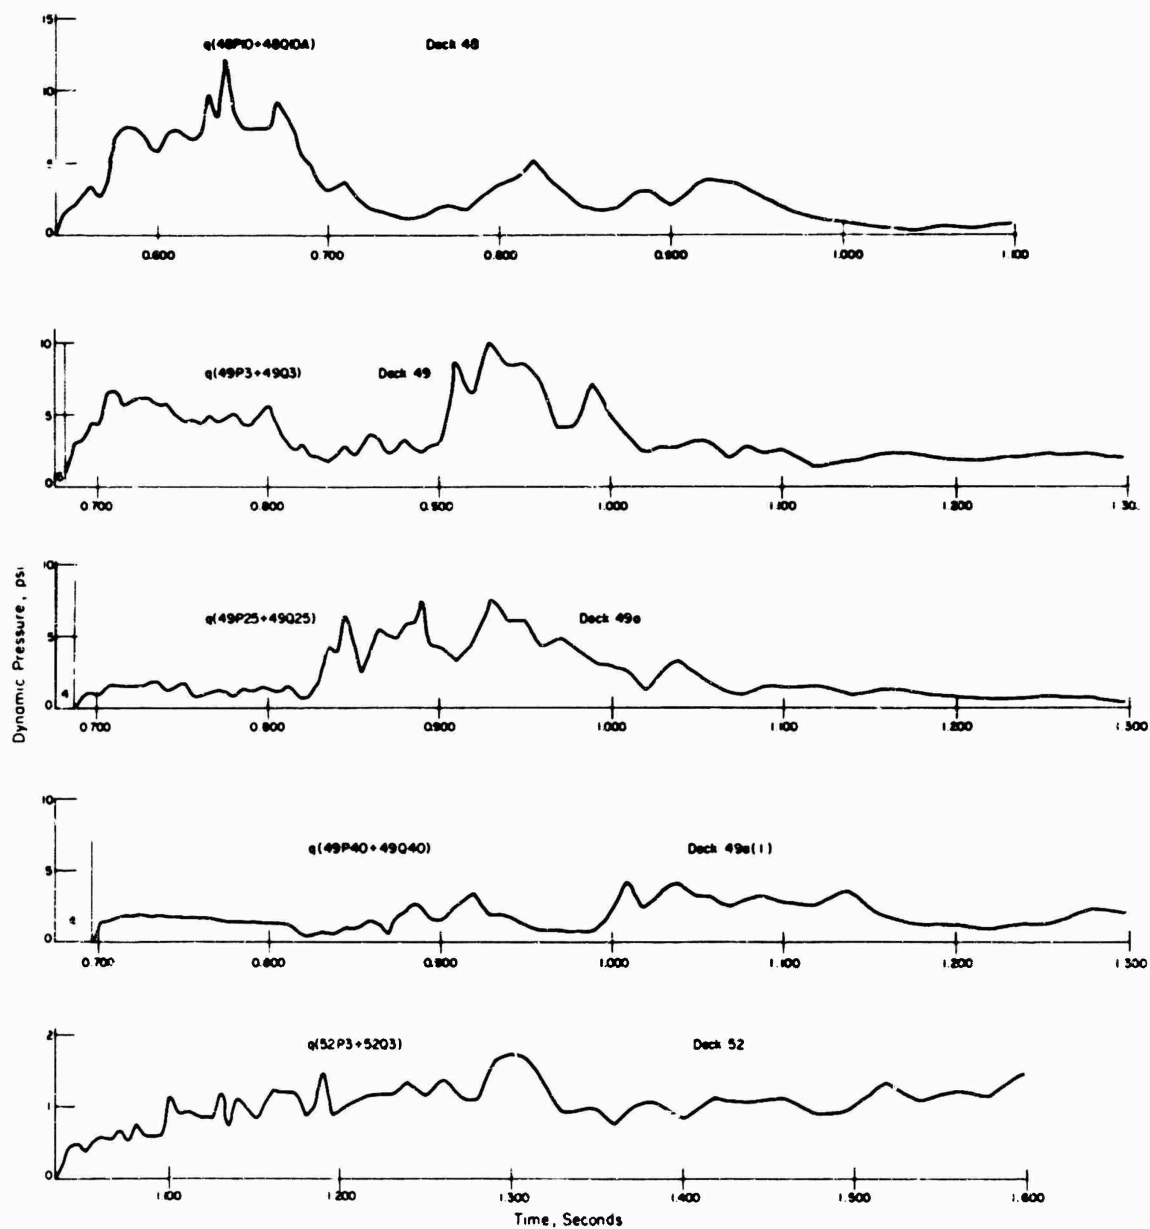 15
q(48P10+48Q10A) Deck 48
10
5
0
0.600 0.700 0.800 0.900 1.000 1.100
10
q(49P3+49Q3) Deck 49
5
0
0.700 0.800 0.900 1.000 1.100 1.200 1.30
10
q(49P25+49Q25) Deck 49a
5
4
0
0.700 0.800 0.900 1.000 1.100 1.200 1.300
Dynamic Pressure, psi
10
q(49P40+49Q40) Deck 49a(1)
5
0
0.700 0.800 0.900 1.000 1.100 1.200 1.300
2
q(52P3+52Q3) Deck 52
1
0
1.100 1.200 1.300 1.400 1.500 1.600
Time, Seconds